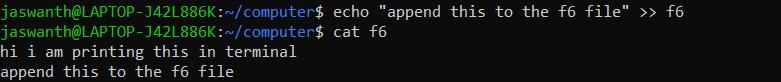 jaswanth@LAPTOP-J42L886K:~/computer$ echo "append this to the f6 file" >> f6
jaswanth@LAPTOP-J42L886K:~/computer$ cat f6
hi i am printing this in terminal
append this to the f6 file